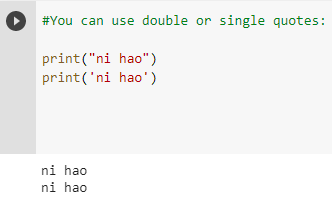 #You can use double or single quotes:
print("ni hao")
print('ni hao')
ni hao
ni hao